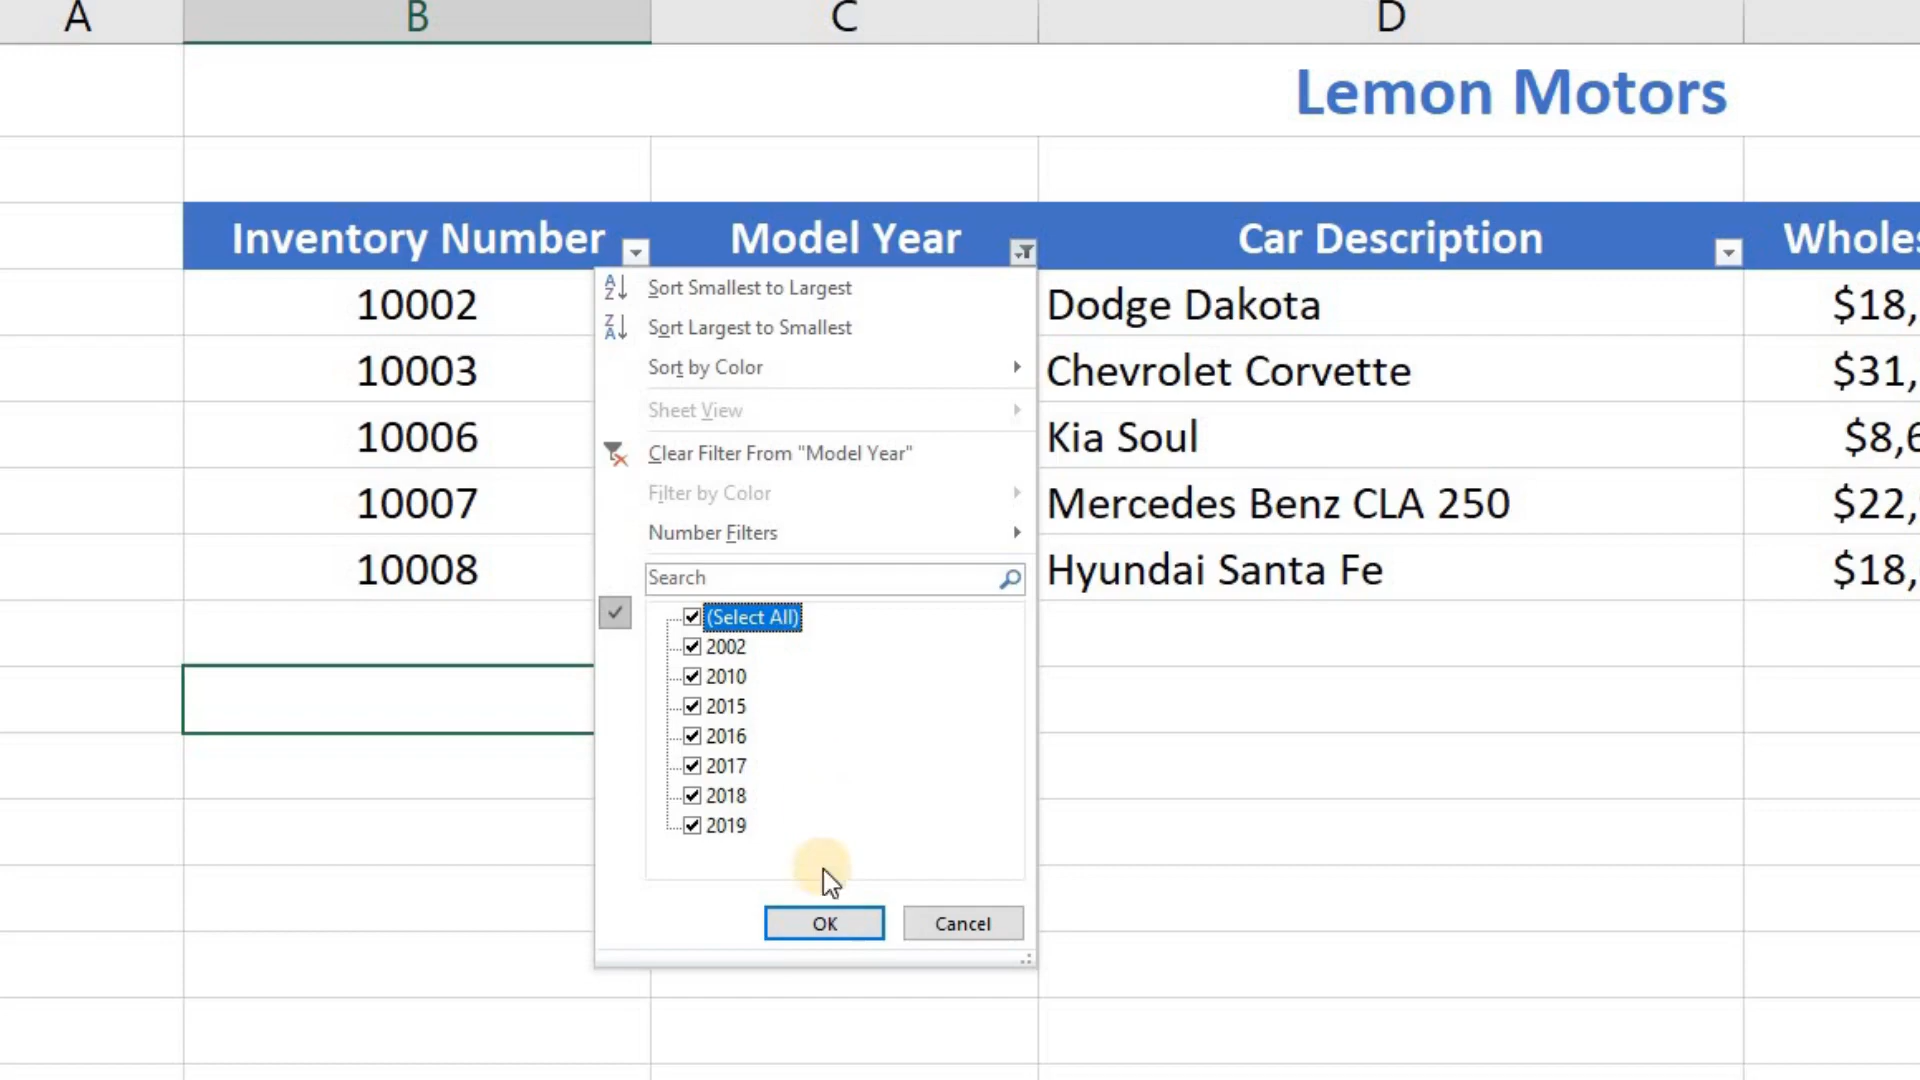 A B C D
Lemon Motors
Inventory Number Model Year Car Description Wholes
10002 Dodge Dakota $18,
10003 Chevrolet Corvette $31,
10006 Kia Soul $8,6
10007 Mercedes Benz CLA 250 $22,
10008 Hyundai Santa Fe $18,
Sort Smallest to Largest
Sort Largest to Smallest
Sort by Color
Sheet View
Clear Filter From "Model Year"
Filter by Color
Number Filters
Search
(Select All)
2002
2010
2015
2016
2017
2018
2019
OK Cancel